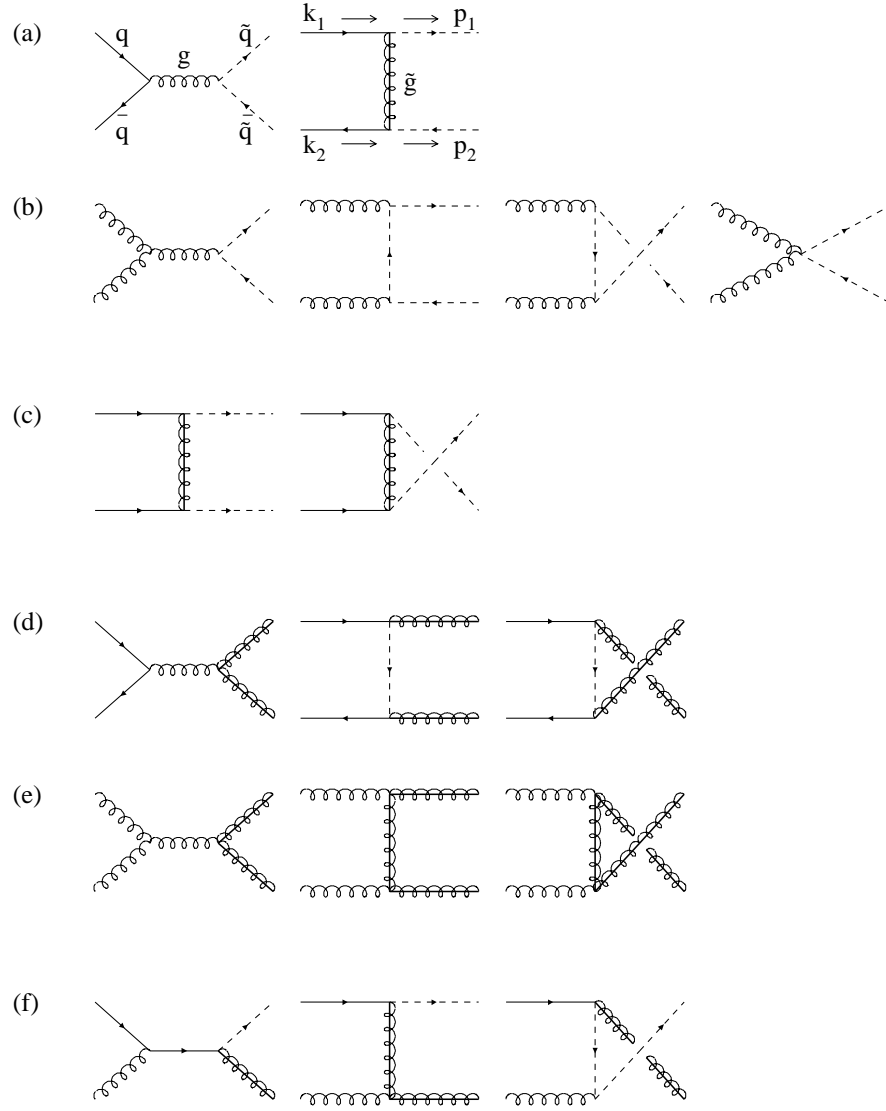 (a) q g q̃ k₁ p₁
g̃
q̄ q̄̃ k₂ p₂
(b)
(c)
(d)
(e)
(f)